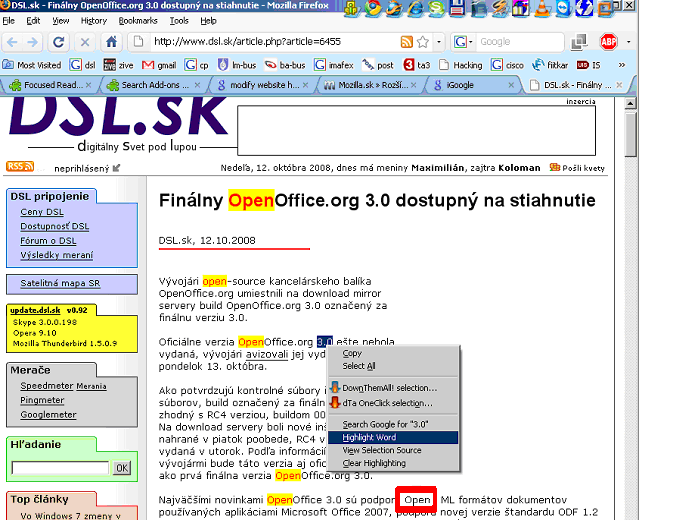 DSL.sk - Finálny OpenOffice.org 3.0 dostupný na stiahnutie - Mozilla Firefox
File Edit View History Bookmarks Tools Help
http://www.dsl.sk/article.php?article=6455
Google
ABP
Most Visited dsl zive gmail cp lm-bus ba-bus imafex post ta3 Hacking cisco fiitkar IS »
Focused Read... Search Add-ons ... modify website h... Mozilla.sk » Rozší... iGoogle DSL.sk - Finálny ...
inzercia
DSL.SK
digitálny Svet pod lupou
RSS neprihlásený Nedeľa, 12. októbra 2008, dnes má meniny Maximilián, zajtra Koloman Pošli kvety
DSL pripojenie
Ceny DSL
Dostupnosť DSL
Fórum o DSL
Výsledky meraní
Satelitná mapa SR
update.dsl.sk v0.92
Skype 3.0.0.198
Opera 9.10
Mozilla Thunderbird 1.5.0.9
Merače
Speedmeter Merania
Pingmeter
Googlemeter
Hľadanie
OK
Top články
Vo Windows 7 zmeny v
Finálny OpenOffice.org 3.0 dostupný na stiahnutie
DSL.sk, 12.10.2008
Vývojári open-source kancelárskeho balíka
OpenOffice.org umiestnili na download mirror
servery build OpenOffice.org 3.0 označený za
finálnu verziu 3.0.
Oficiálne verzia OpenOffice.org 3.0 ešte nebola
vydaná, vývojári avizovali jej vyd
pondelok 13. októbra.
Ako potvrdzujú kontrolné súbory i
súborov, build označený za fináln
zhodný s RC4 verziou, buildom 00
Na download servery boli nové inš
nahrané v piatok poobede, RC4 v
vydaná v utorok. Podľa informácií
vývojármi bude táto verzia aj ofic
ako prvá finálna verzia OpenOffice.org 3.0.
Najväčšími novinkami OpenOffice 3.0 sú podpor Open ML formátov dokumentov
používaných aplikáciami Microsoft Office 2007, podpora novej verzie štandardu ODF 1.2
Copy
Select All
DownThemAll! selection...
dTa OneClick selection...
Search Google for "3.0"
Highlight Word
View Selection Source
Clear Highlighting